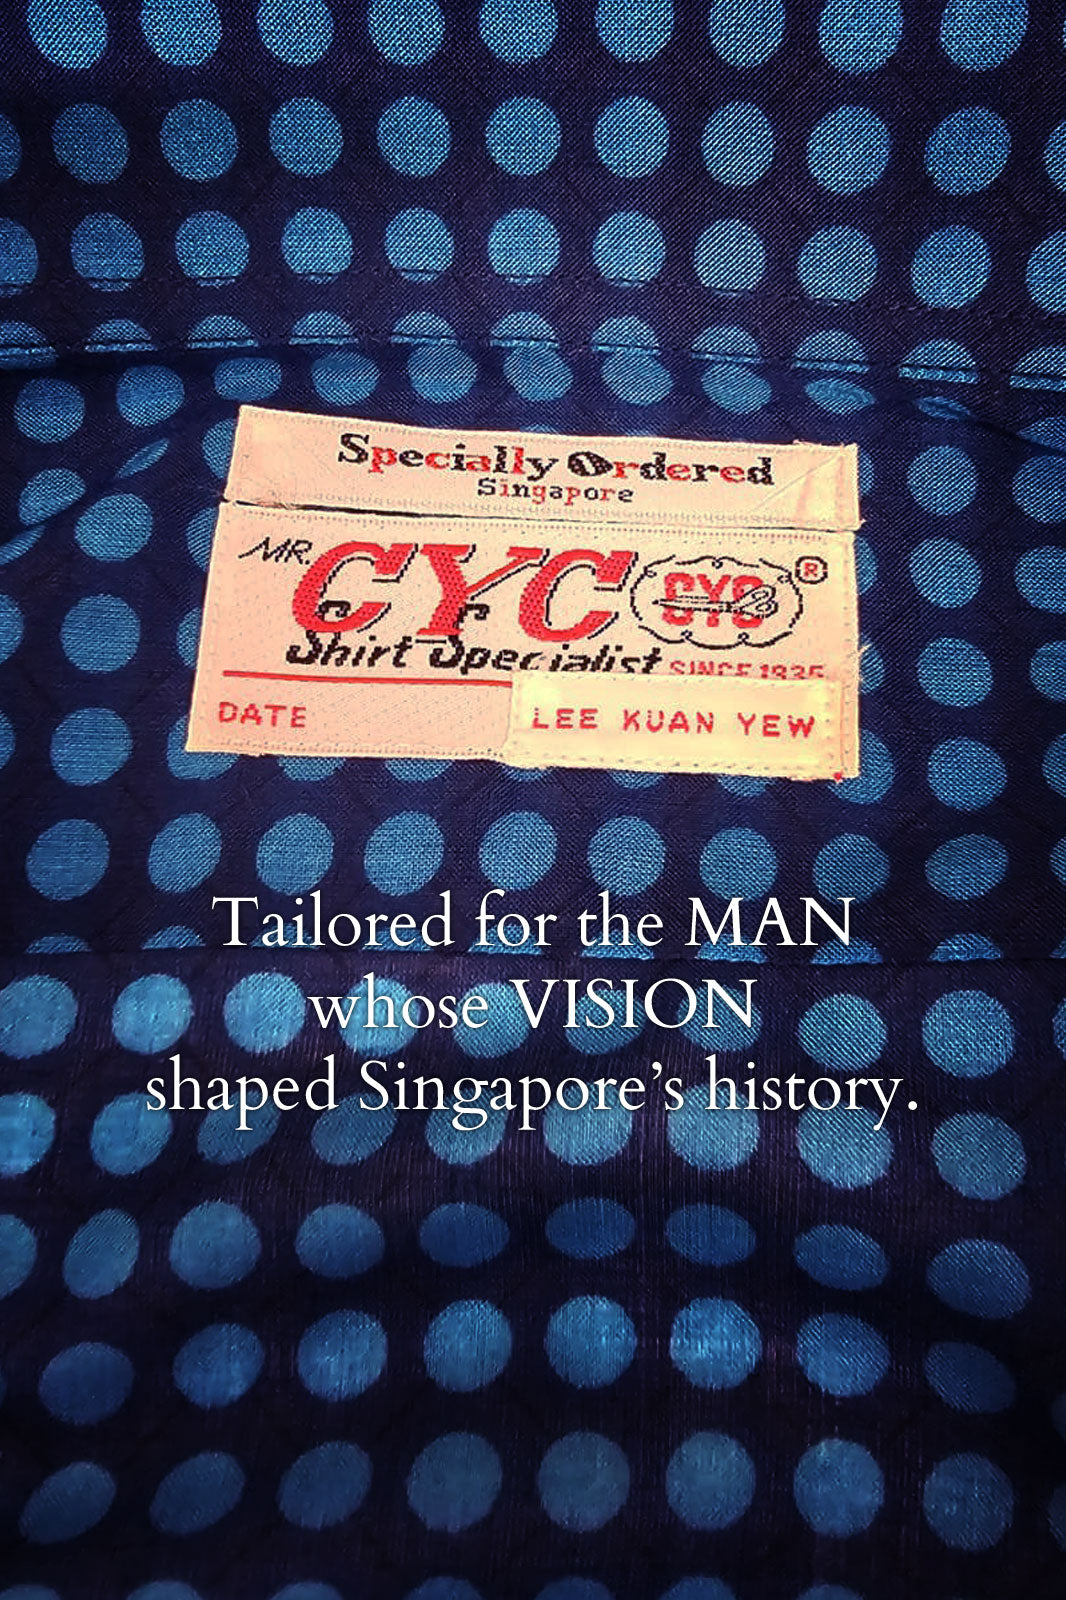 Specially Ordered
Singapore
MR. CYC CYC ®
Shirt Specialist SINCE 1935
DATE LEE KUAN YEW
Tailored for the MAN
whose VISION
shaped Singapore’s history.